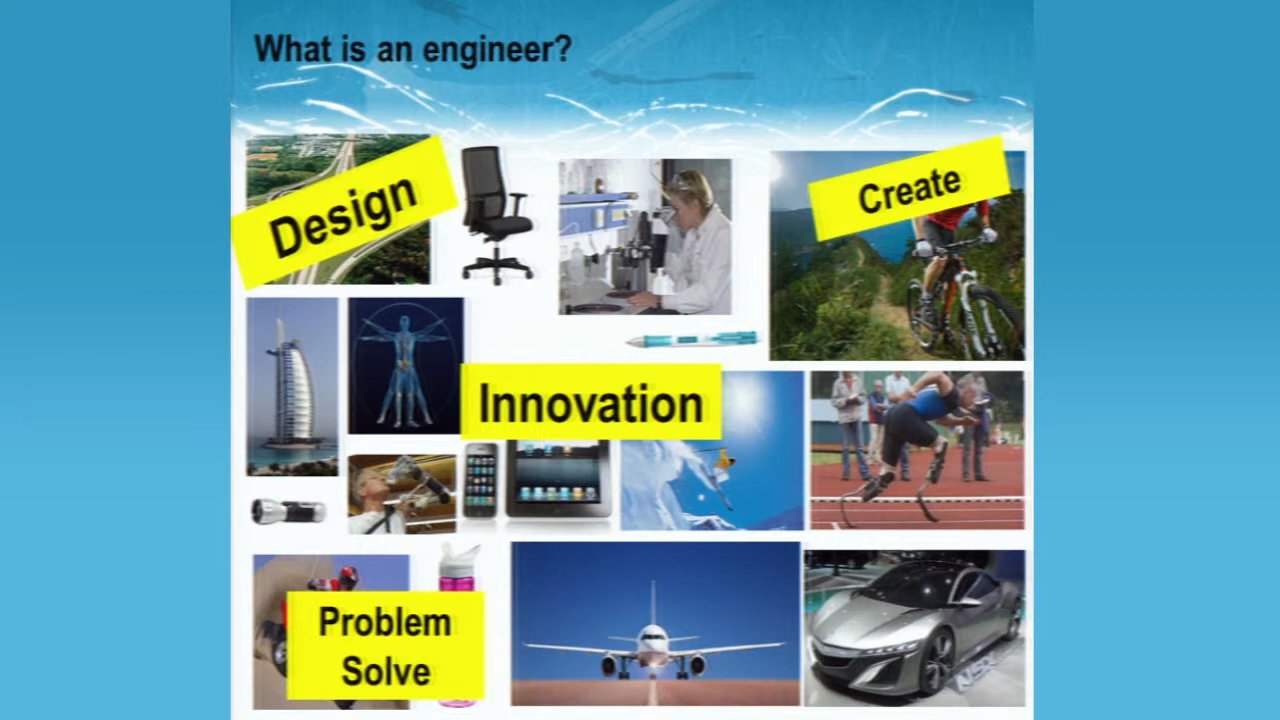 What is an engineer?
Design
Create
Innovation
Problem
Solve